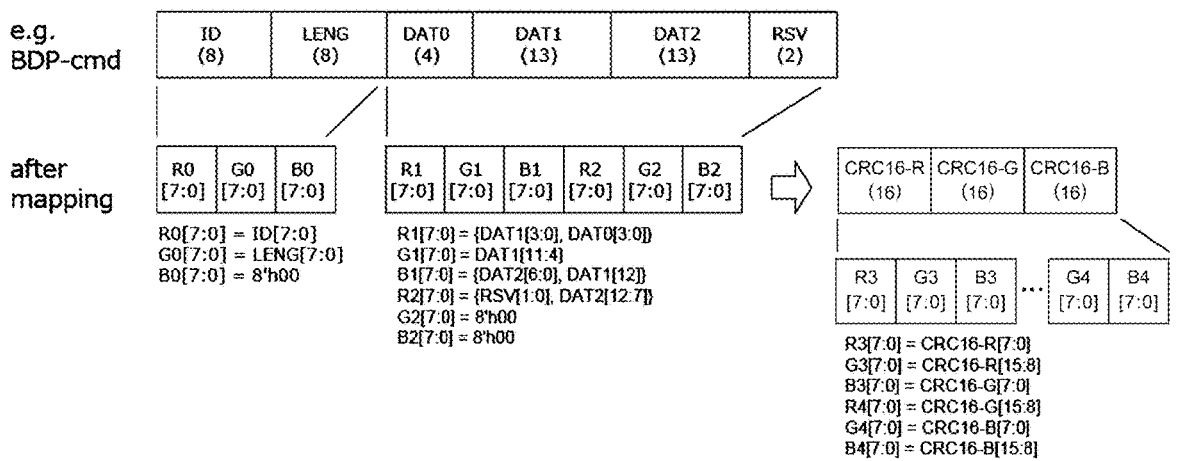 e.g.
BDP-cmd
ID
(8)
LENG
(8)
DAT0
(4)
DAT1
(13)
DAT2
(13)
RSV
(2)
after
mapping
R0
[7:0]
G0
[7:0]
B0
[7:0]
R1
[7:0]
G1
[7:0]
B1
[7:0]
R2
[7:0]
G2
[7:0]
B2
[7:0]
CRC16-R
(16)
CRC16-G
(16)
CRC16-B
(16)
R0[7:0] = ID[7:0]
G0[7:0] = LENG[7:0]
B0[7:0] = 8'h00
R1[7:0] = {DAT1[3:0], DAT0[3:0]}
G1[7:0] = DAT1[11:4]
B1[7:0] = {DAT2[6:0], DAT1[12]}
R2[7:0] = {RSV[1:0], DAT2[12:7]}
G2[7:0] = 8'h00
B2[7:0] = 8'h00
R3
[7:0]
G3
[7:0]
B3
[7:0]
...
G4
[7:0]
B4
[7:0]
R3[7:0] = CRC16-R[7:0]
G3[7:0] = CRC16-R[15:8]
B3[7:0] = CRC16-G[7:0]
R4[7:0] = CRC16-G[15:8]
G4[7:0] = CRC16-B[7:0]
B4[7:0] = CRC16-B[15:8]